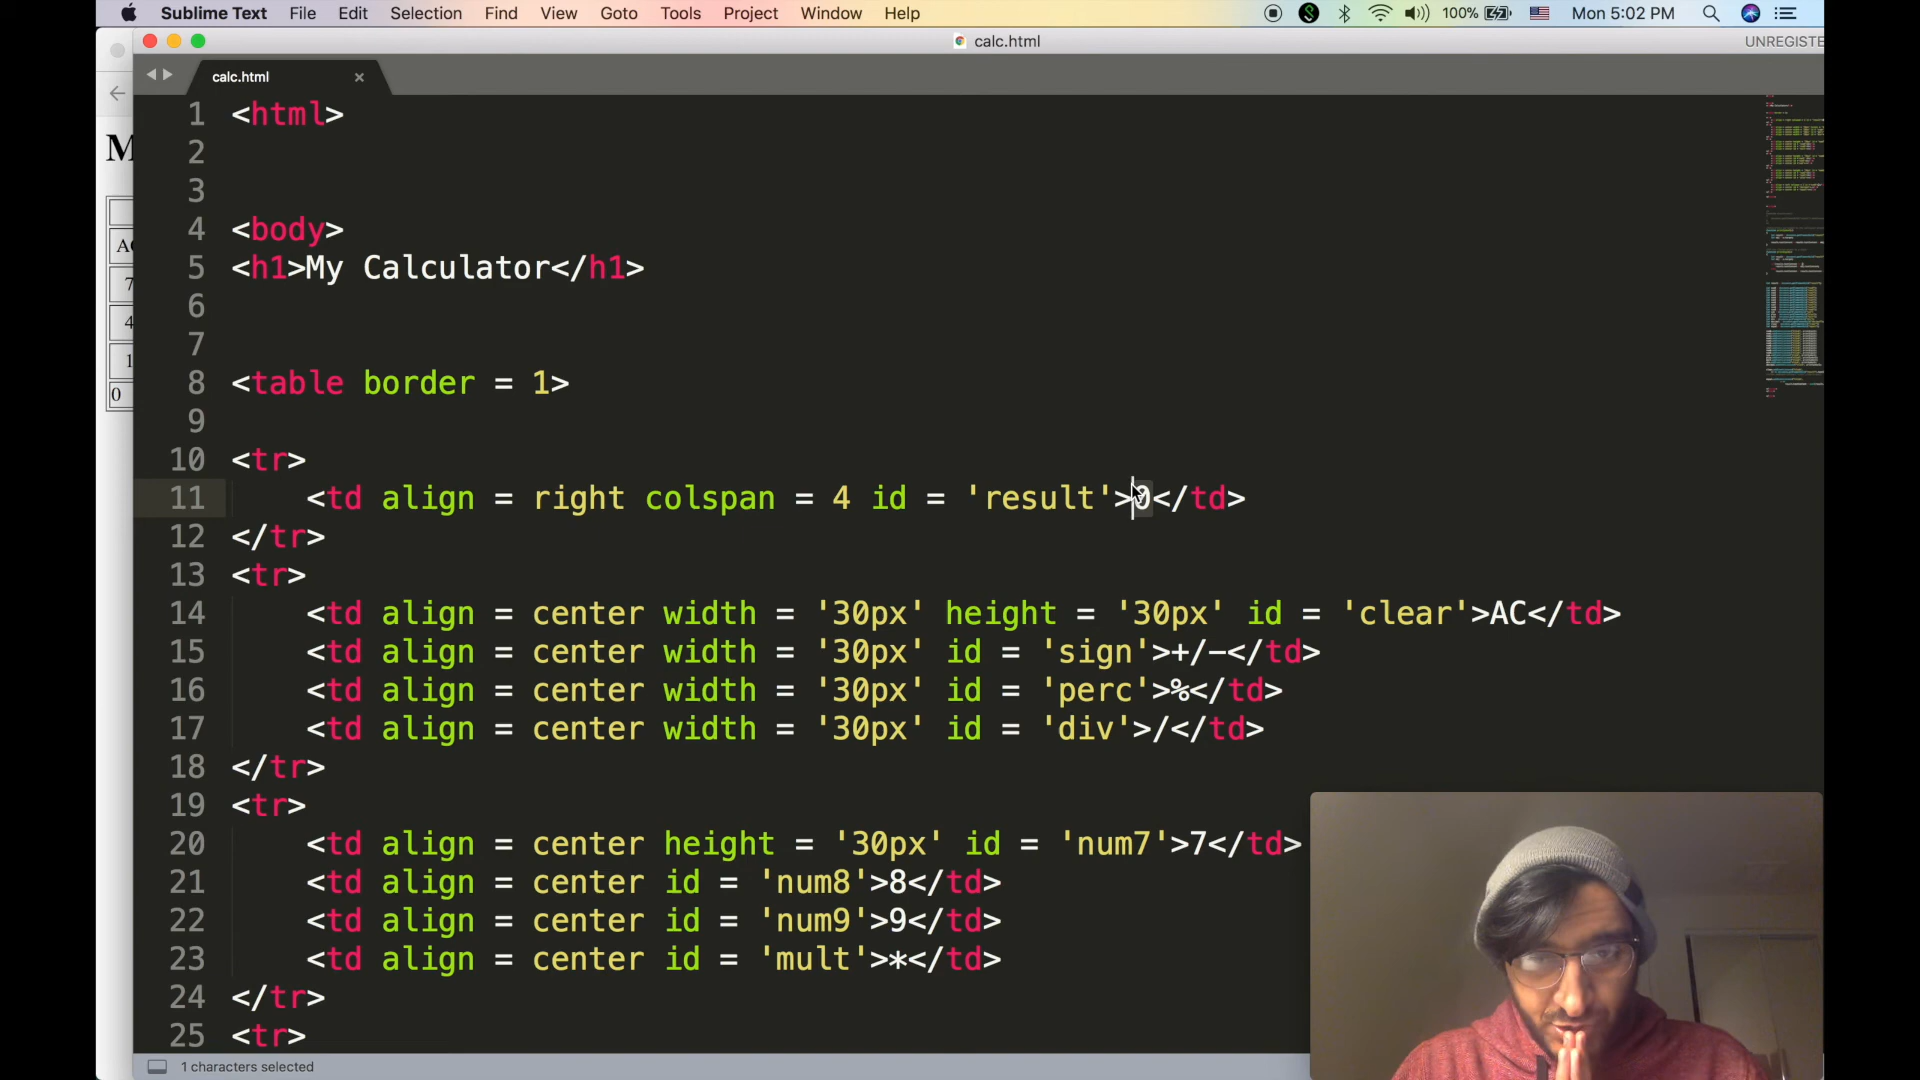 Sublime Text File Edit Selection Find View Goto Tools Project Window Help 100% Mon 5:02 PM
calc.html UNREGISTE
calc.html ×
1 <html>
2
3
4 <body>
5 <h1>My Calculator</h1>
6
7
8 <table border = 1>
9
10 <tr>
11 <td align = right colspan = 4 id = 'result'>0</td>
12 </tr>
13 <tr>
14 <td align = center width = '30px' height = '30px' id = 'clear'>AC</td>
15 <td align = center width = '30px' id = 'sign'>+/-</td>
16 <td align = center width = '30px' id = 'perc'>%</td>
17 <td align = center width = '30px' id = 'div'>/</td>
18 </tr>
19 <tr>
20 <td align = center height = '30px' id = 'num7'>7</td>
21 <td align = center id = 'num8'>8</td>
22 <td align = center id = 'num9'>9</td>
23 <td align = center id = 'mult'>*</td>
24 </tr>
25 <tr>
1 characters selected
M
A
7
4
1
0